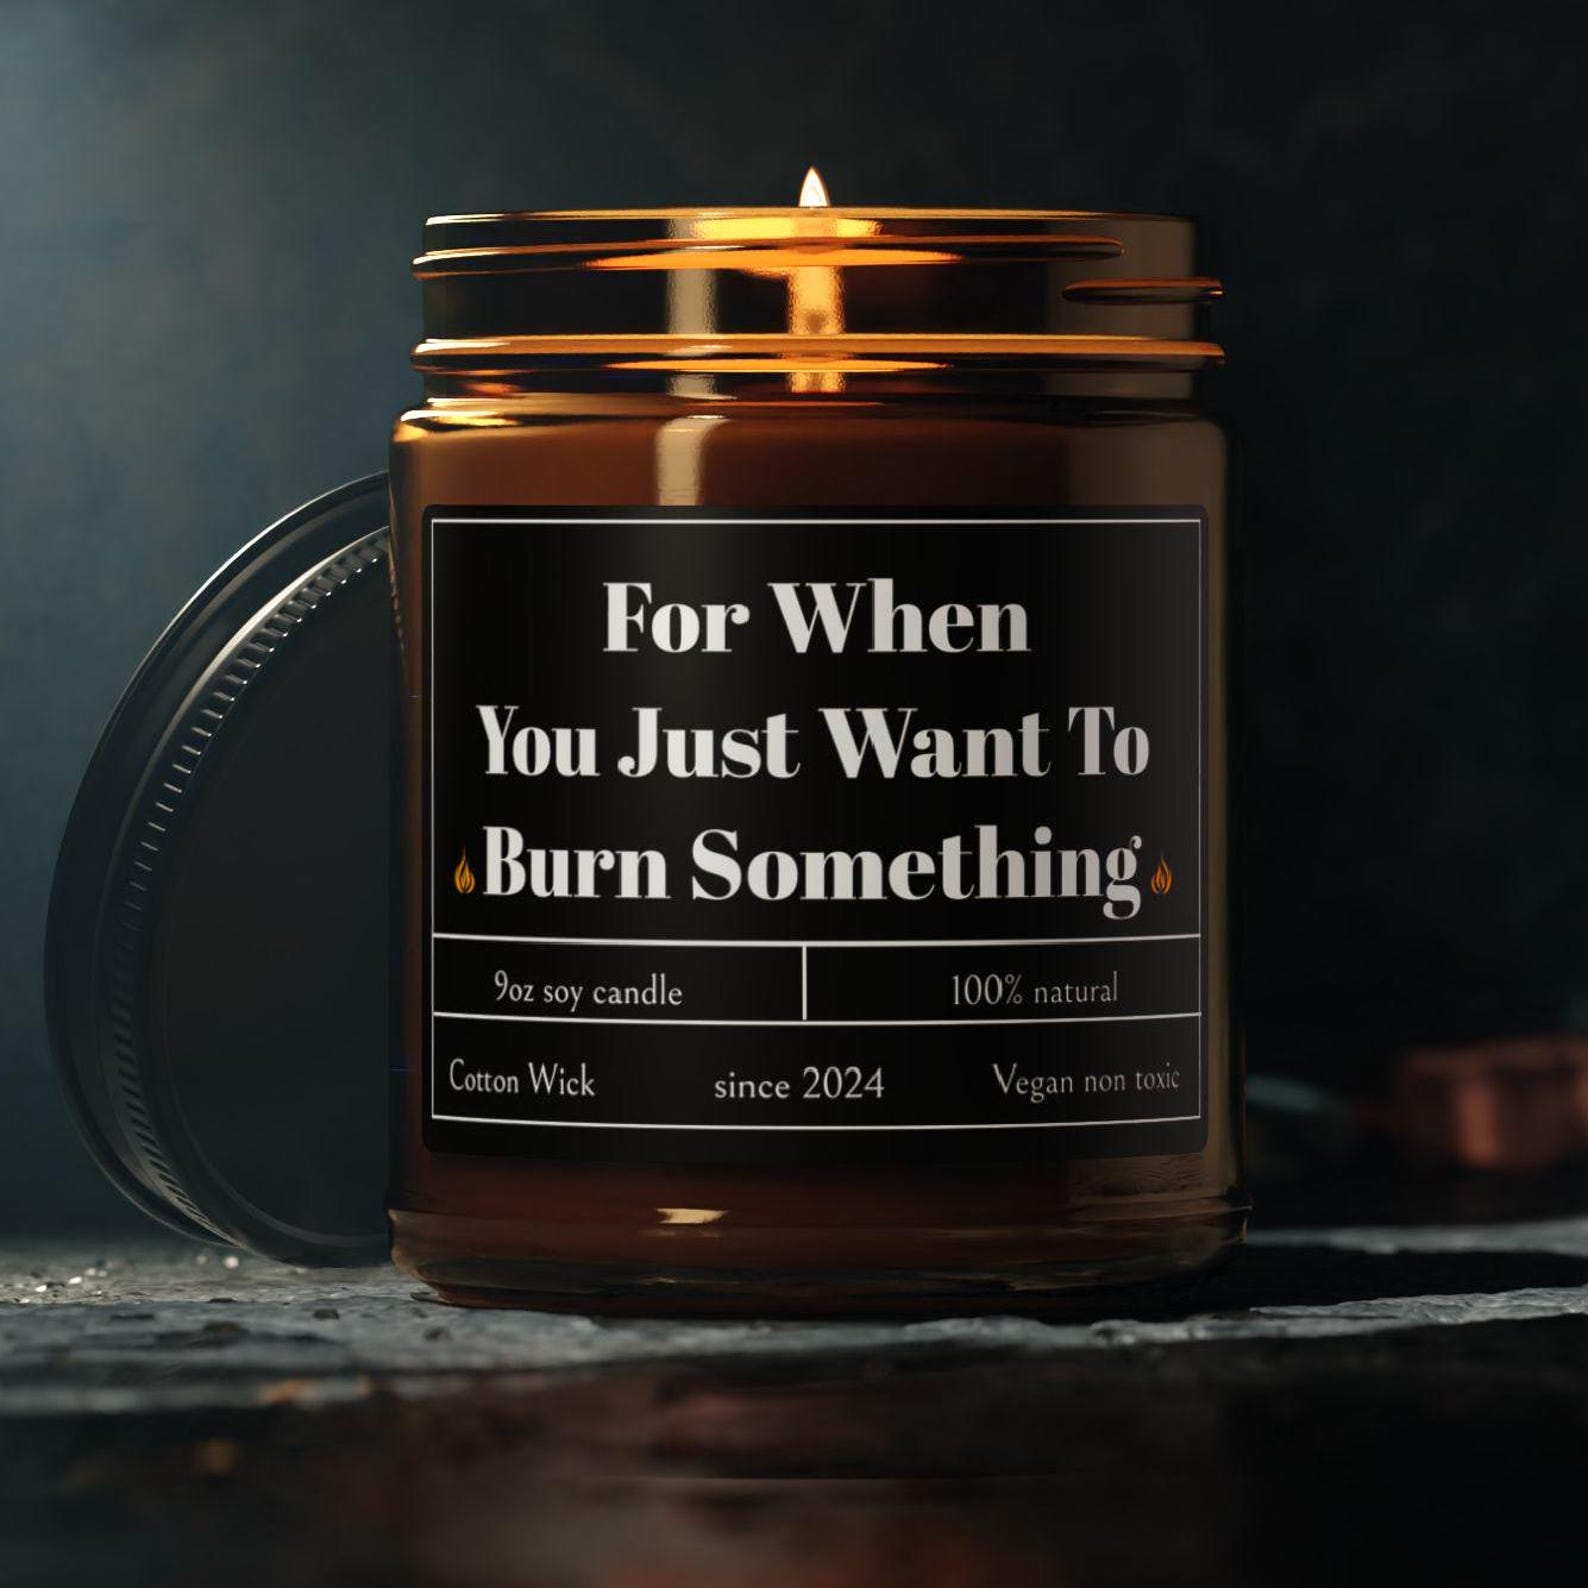 For When
You Just Want To
Burn Something
9oz soy candle
100% natural
Cotton Wick
since 2024
Vegan non toxic